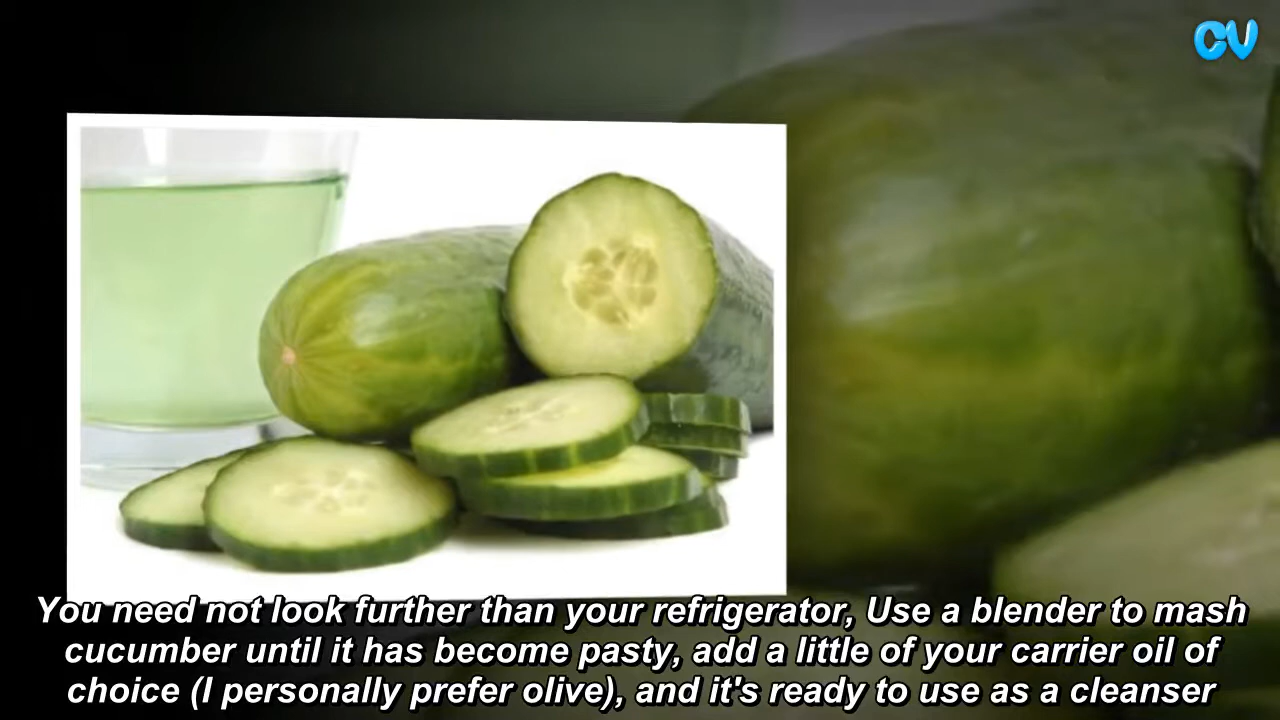 CV
You need not look further than your refrigerator, Use a blender to mash
cucumber until it has become pasty, add a little of your carrier oil of
choice (I personally prefer olive), and it's ready to use as a cleanser